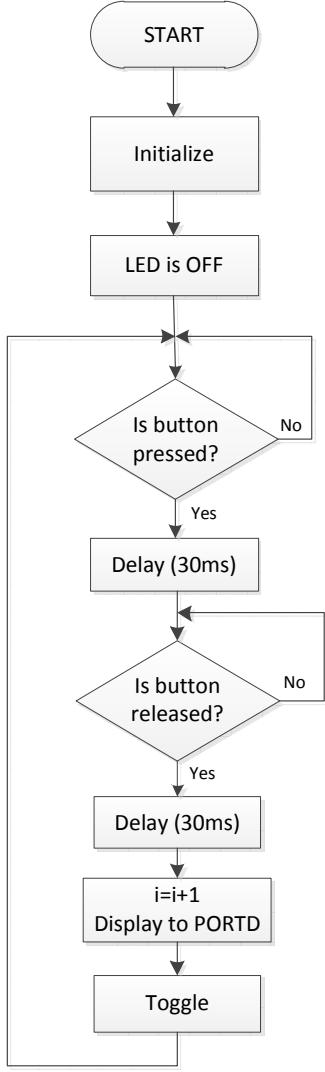 START
Initialize
LED is OFF
Is button
pressed?
No
Yes
Delay (30ms)
Is button
released?
No
Yes
Delay (30ms)
i=i+1
Display to PORTD
Toggle